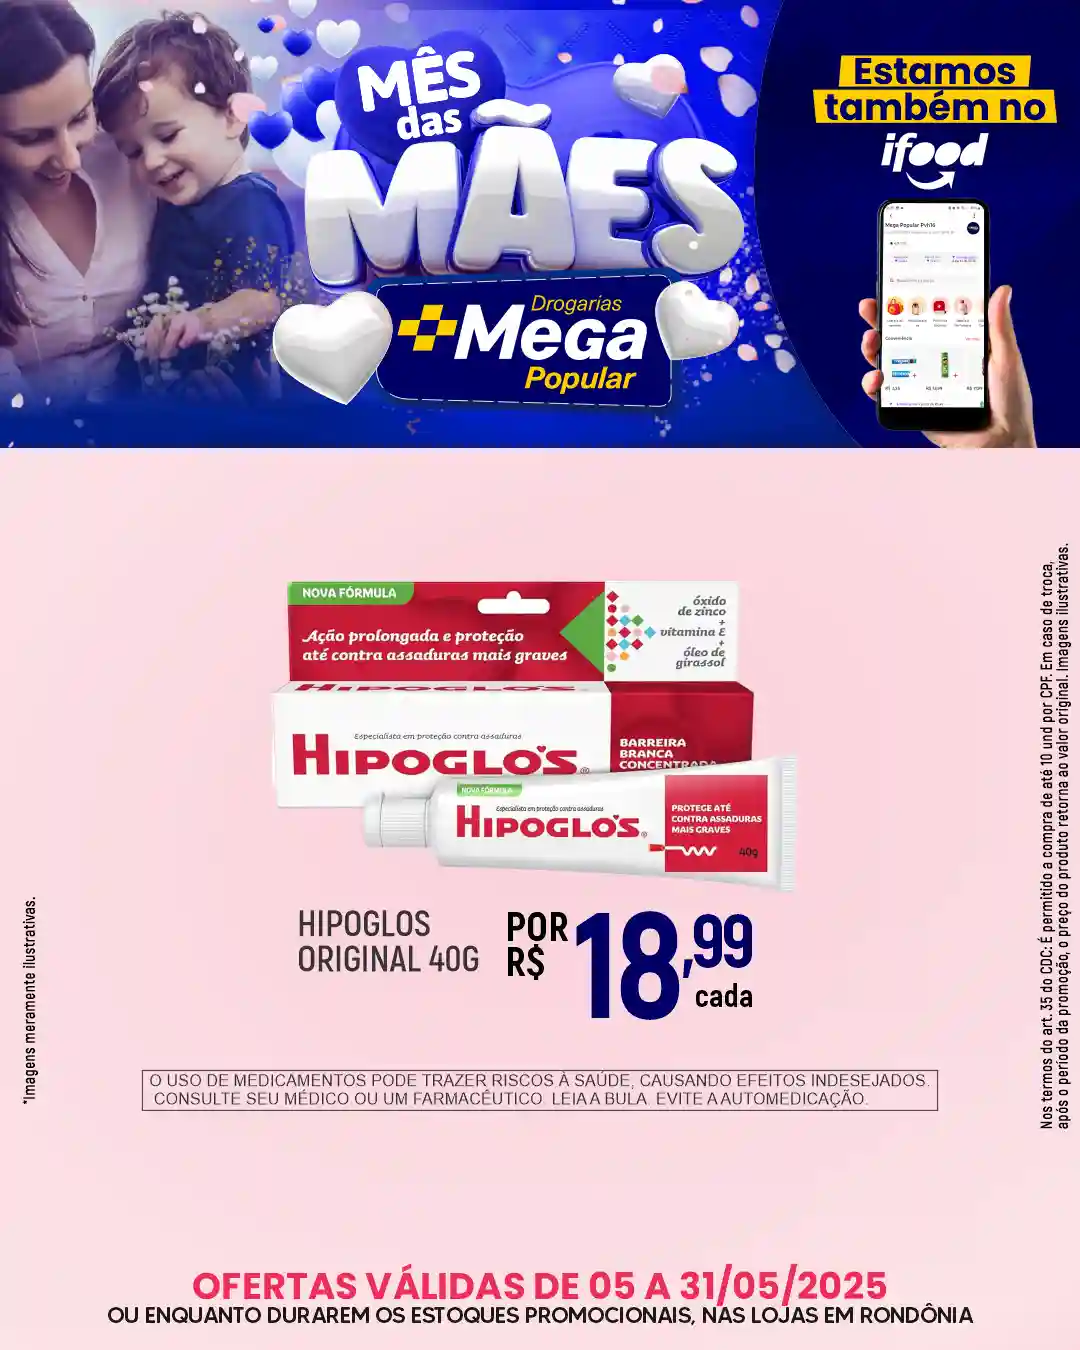 MÊS
das
MÃES
Drogarias
Mega
Popular
Estamos
também no
ifood
Mega Popular Pvh16
NOVA FÓRMULA
Ação prolongada e proteção
até contra assaduras mais graves
óxido
de zinco
+
vitamina E
+
óleo de
girassol
HIPOGLÓS
Especialista em proteção contra assaduras
HIPOGLÓS®
BARREIRA
BRANCA
CONCENTRADA
NOVA FÓRMULA
Especialista em proteção contra assaduras
HIPOGLÓS®
PROTEGE ATÉ
CONTRA ASSADURAS
MAIS GRAVES
40g
HIPOGLOS
ORIGINAL 40G
POR
R$
18,99
cada
*Imagens meramente ilustrativas.
Nos termos do art. 35 do CDC: É permitido a compra de até 10 und por CPF. Em caso de troca,
após o período da promoção, o preço do produto retorna ao valor original. Imagens ilustrativas.
O USO DE MEDICAMENTOS PODE TRAZER RISCOS À SAÚDE, CAUSANDO EFEITOS INDESEJADOS.
CONSULTE SEU MÉDICO OU UM FARMACÊUTICO. LEIA A BULA. EVITE A AUTOMEDICAÇÃO.
OFERTAS VÁLIDAS DE 05 A 31/05/2025
OU ENQUANTO DURAREM OS ESTOQUES PROMOCIONAIS, NAS LOJAS EM RONDÔNIA